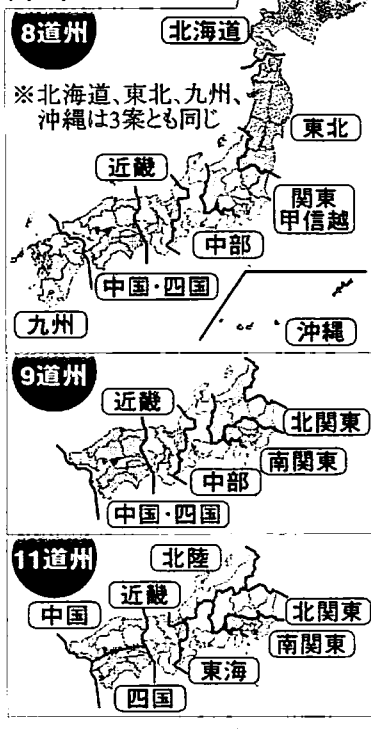 8道州
北海道
※北海道、東北、九州、
沖縄は3案とも同じ
東北
近畿
関東
甲信越
中部
中国・四国
九州
沖縄
9道州
近畿
北関東
南関東
中部
中国・四国
11道州
北陸
近畿
中国
北関東
南関東
東海
四国